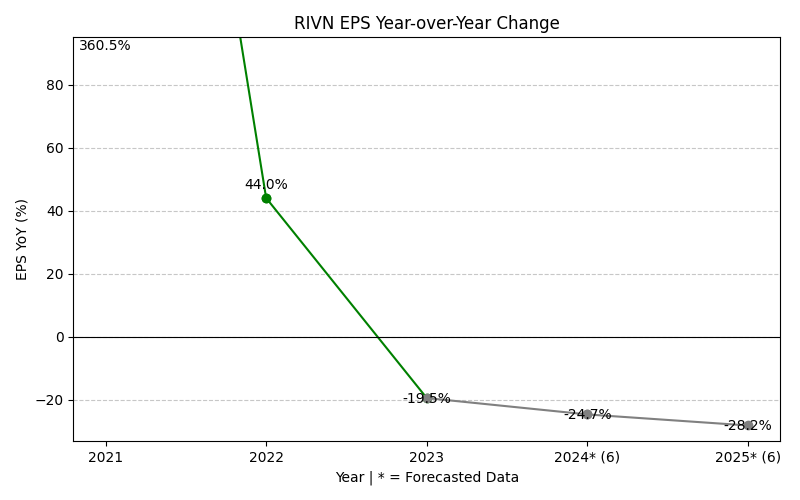 RIVN EPS Year-over-Year Change
360.5%
80
60
44.0%
40
20
0
-19.5%
−20
-24.7%
-28.2%
EPS YoY (%)
2021 2022 2023 2024* (6) 2025* (6)
Year | * = Forecasted Data